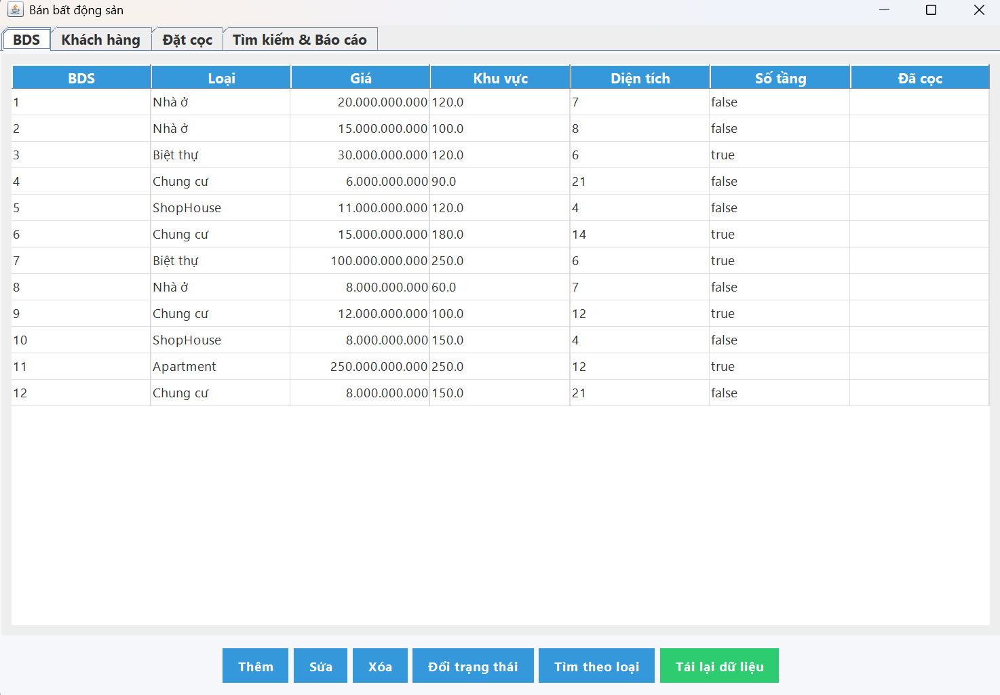 Bán bất động sản
BDS Khách hàng Đặt cọc Tìm kiếm & Báo cáo
BDS Loại Giá Khu vực Diện tích Số tầng Đã cọc
1 Nhà ở 20.000.000.000 120.0 7 false
2 Nhà ở 15.000.000.000 100.0 8 false
3 Biệt thự 30.000.000.000 120.0 6 true
4 Chung cư 6.000.000.000 90.0 21 false
5 ShopHouse 11.000.000.000 120.0 4 false
6 Chung cư 15.000.000.000 180.0 14 true
7 Biệt thự 100.000.000.000 250.0 6 true
8 Nhà ở 8.000.000.000 60.0 7 false
9 Chung cư 12.000.000.000 100.0 12 true
10 ShopHouse 8.000.000.000 150.0 4 false
11 Apartment 250.000.000.000 250.0 12 true
12 Chung cư 8.000.000.000 150.0 21 false
Thêm Sửa Xóa Đổi trạng thái Tìm theo loại Tải lại dữ liệu